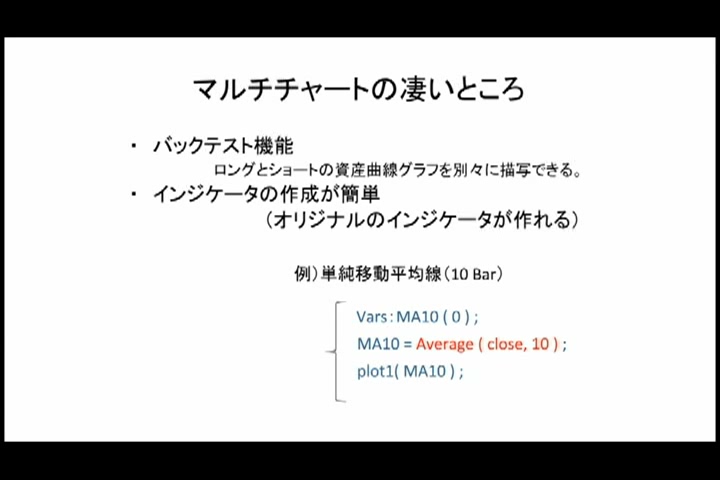 マルチチャートの凄いところ
・ バックテスト機能
ロングとショートの資産曲線グラフを別々に描写できる。
・ インジケータの作成が簡単
（オリジナルのインジケータが作れる）
例）単純移動平均線（10 Bar）
Vars：MA10 ( 0 ) ;
MA10 = Average ( close, 10 ) ;
plot1( MA10 ) ;